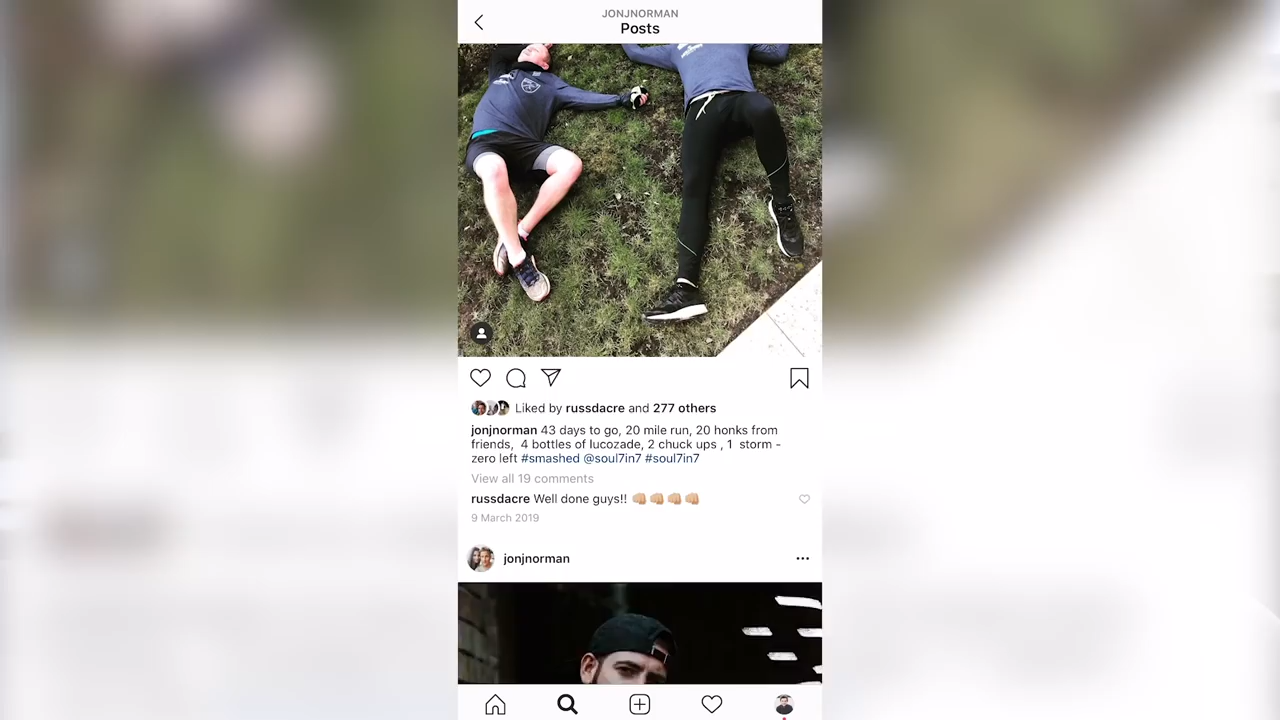 JONJNORMAN
Posts
Liked by russdacre and 277 others
jonjnorman 43 days to go, 20 mile run, 20 honks from
friends, 4 bottles of lucozade, 2 chuck ups , 1 storm -
zero left #smashed @soul7in7 #soul7in7
View all 19 comments
russdacre Well done guys!! 👊🏼👊🏼👊🏼👊🏼
9 March 2019
jonjnorman